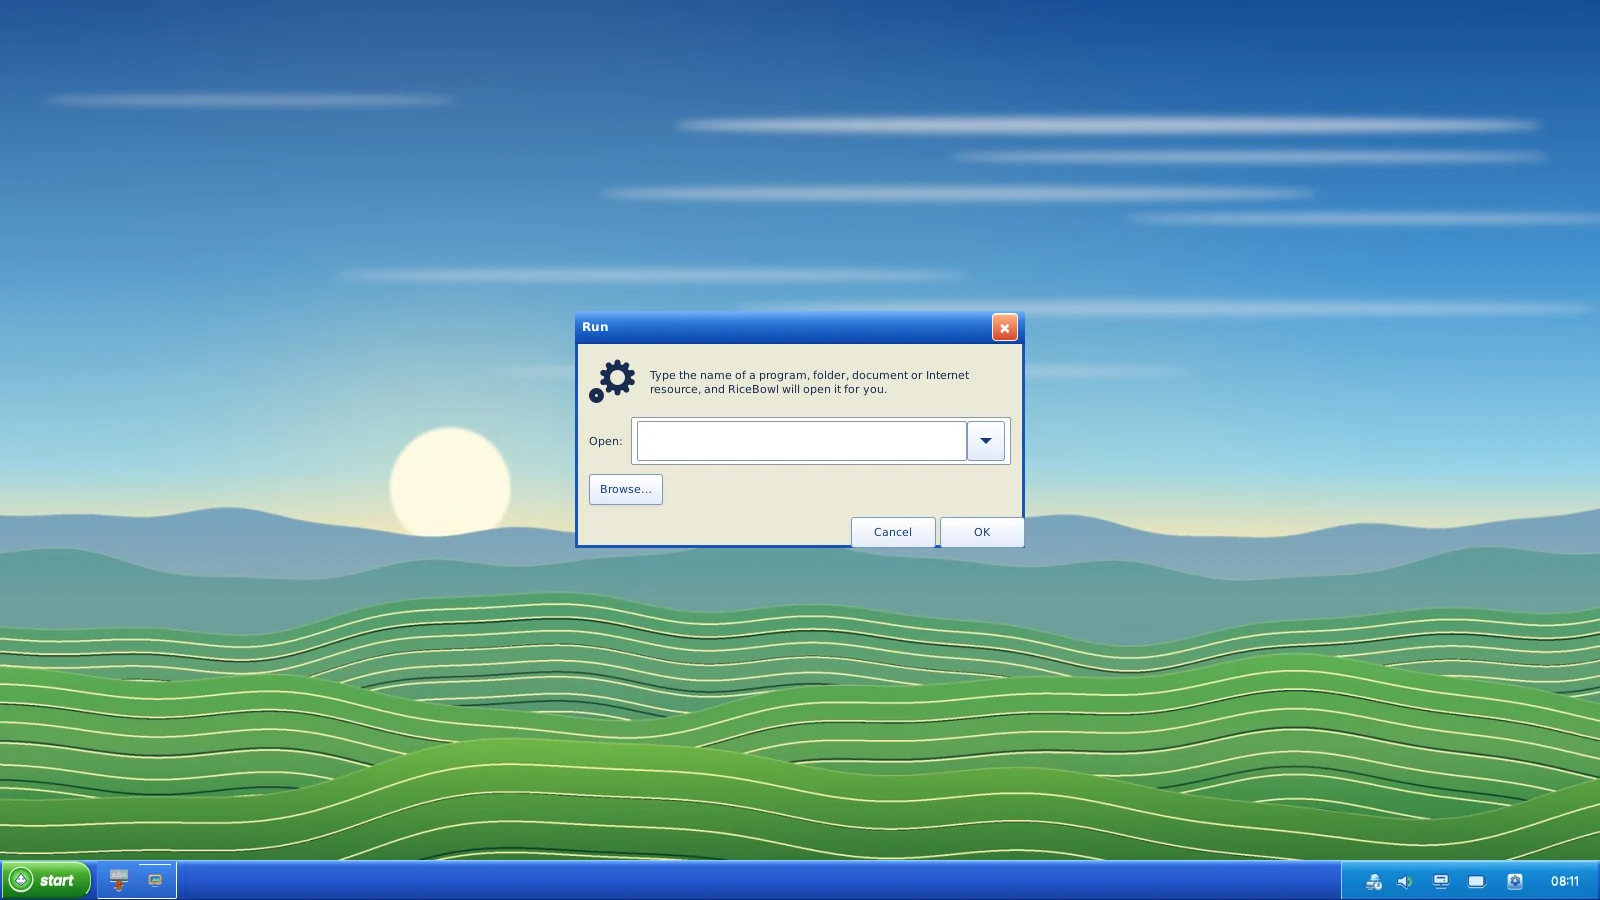 Run
Type the name of a program, folder, document or Internet
resource, and RiceBowl will open it for you.
Open:
Browse...
Cancel
OK
start
08:11